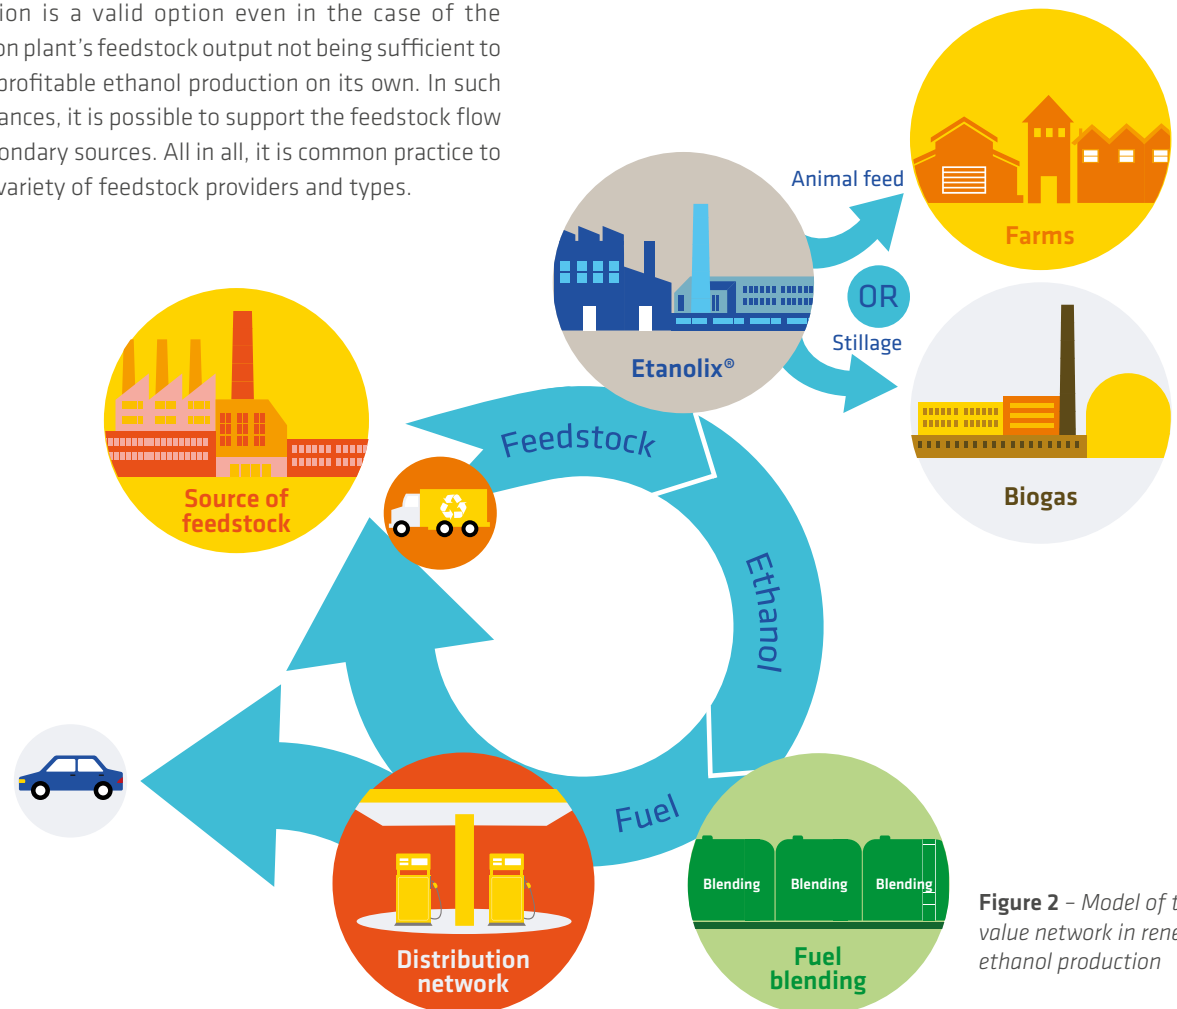 ion is a valid option even in the case of the
on plant's feedstock output not being sufficient to
profitable ethanol production on its own. In such
ances, it is possible to support the feedstock flow
ondary sources. All in all, it is common practice to
variety of feedstock providers and types.
Animal feed
Farms
OR
Stillage
Etanolix®
Biogas
Feedstock
Source of
feedstock
Ethanol
Fuel
Blending Blending Blending
Distribution
network
Fuel
blending
Figure 2 – Model of t
value network in rene
ethanol production